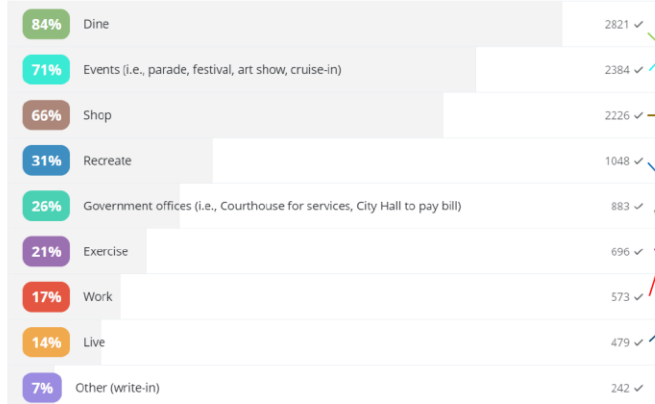 84% Dine 2821 ✓
71% Events (i.e., parade, festival, art show, cruise-in) 2384 ✓
66% Shop 2226 ✓
31% Recreate 1048 ✓
26% Government offices (i.e., Courthouse for services, City Hall to pay bill) 883 ✓
21% Exercise 696 ✓
17% Work 573 ✓
14% Live 479 ✓
7% Other (write-in) 242 ✓